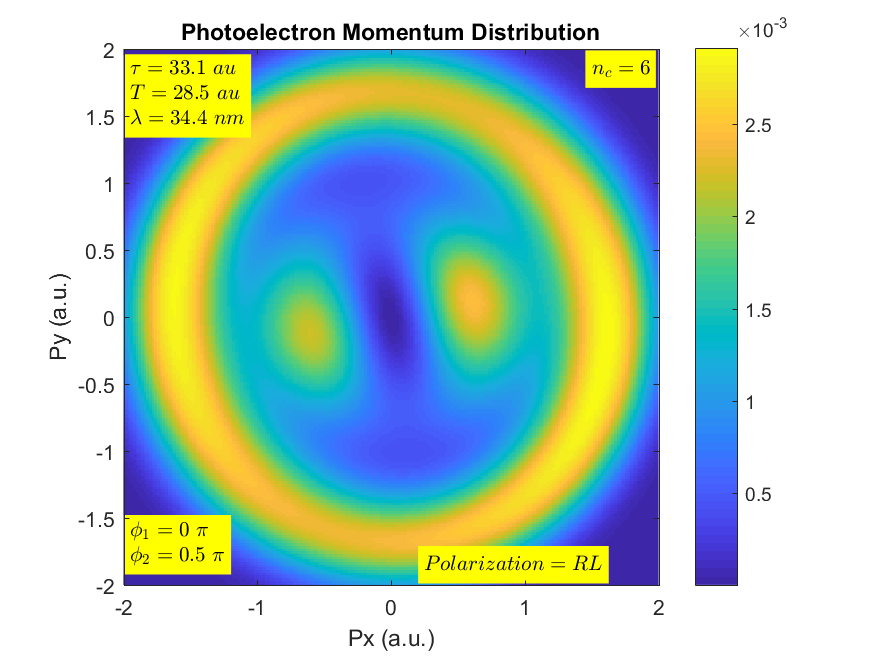 Photoelectron Momentum Distribution
×10⁻³
τ = 33.1 au
T = 28.5 au
λ = 34.4 nm
n_c = 6
ϕ₁ = 0 π
ϕ₂ = 0.5 π
Polarization = RL
2
1.5
1
0.5
0
-0.5
-1
-1.5
-2
Py (a.u.)
-2
-1
0
1
2
Px (a.u.)
2.5
2
1.5
1
0.5